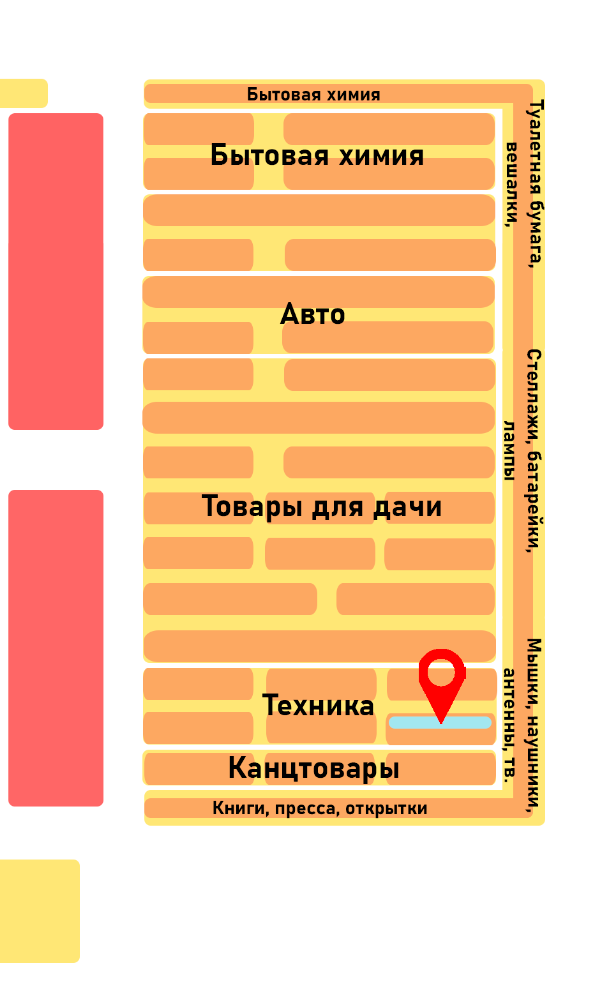 Бытовая химия
Бытовая химия
Авто
Товары для дачи
Техника
Канцтовары
Книги, пресса, открытки
Туалетная бумага,
вешалки,
Стеллажи, батарейки,
лампы
Мышки, наушники,
антенны, тв.